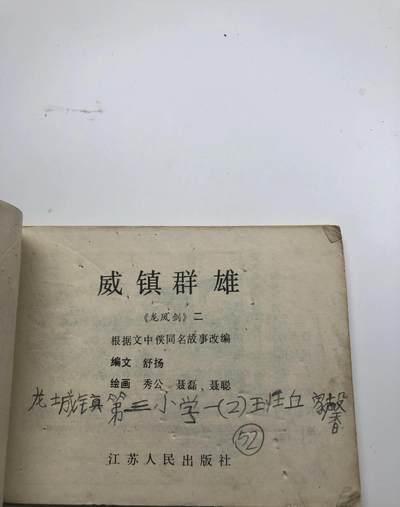 威镇群雄
《龙凤剑》二
根据文中侠同名故事改编
编文 舒扬
绘画 秀公 聂磊 聂聪
龙城镇第三小学一(2)王 丘
52
江苏人民出版社